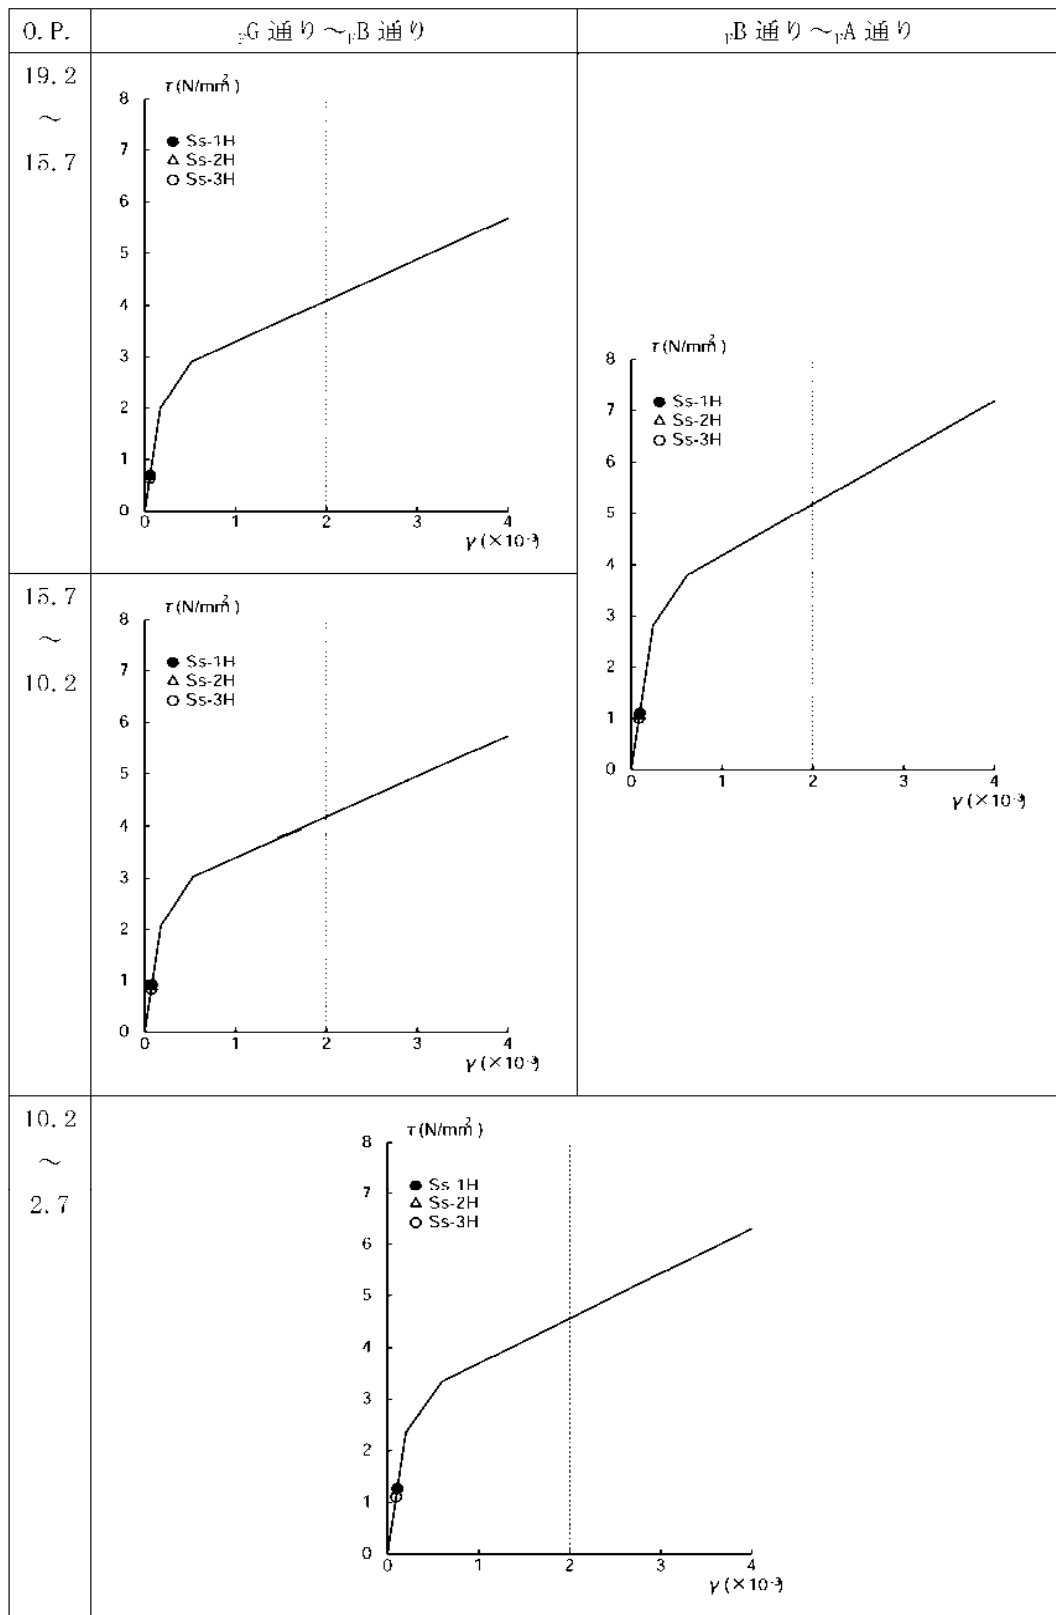 O.P.
FG 通り～FB 通り
FB 通り～FA 通り
19.2
～
15.7
τ(N/mm²)
8
7
6
5
4
3
2
1
0
● Ss-1H
△ Ss-2H
○ Ss-3H
0 1 2 3 4
γ(×10⁻³)
τ(N/mm²)
8
7
6
5
4
3
2
1
0
● Ss-1H
△ Ss-2H
○ Ss-3H
0 1 2 3 4
γ(×10⁻³)
15.7
～
10.2
τ(N/mm²)
8
7
6
5
4
3
2
1
0
● Ss-1H
△ Ss-2H
○ Ss-3H
0 1 2 3 4
γ(×10⁻³)
10.2
～
2.7
τ(N/mm²)
8
7
6
5
4
3
2
1
0
● Ss-1H
△ Ss-2H
○ Ss-3H
0 1 2 3 4
γ(×10⁻³)